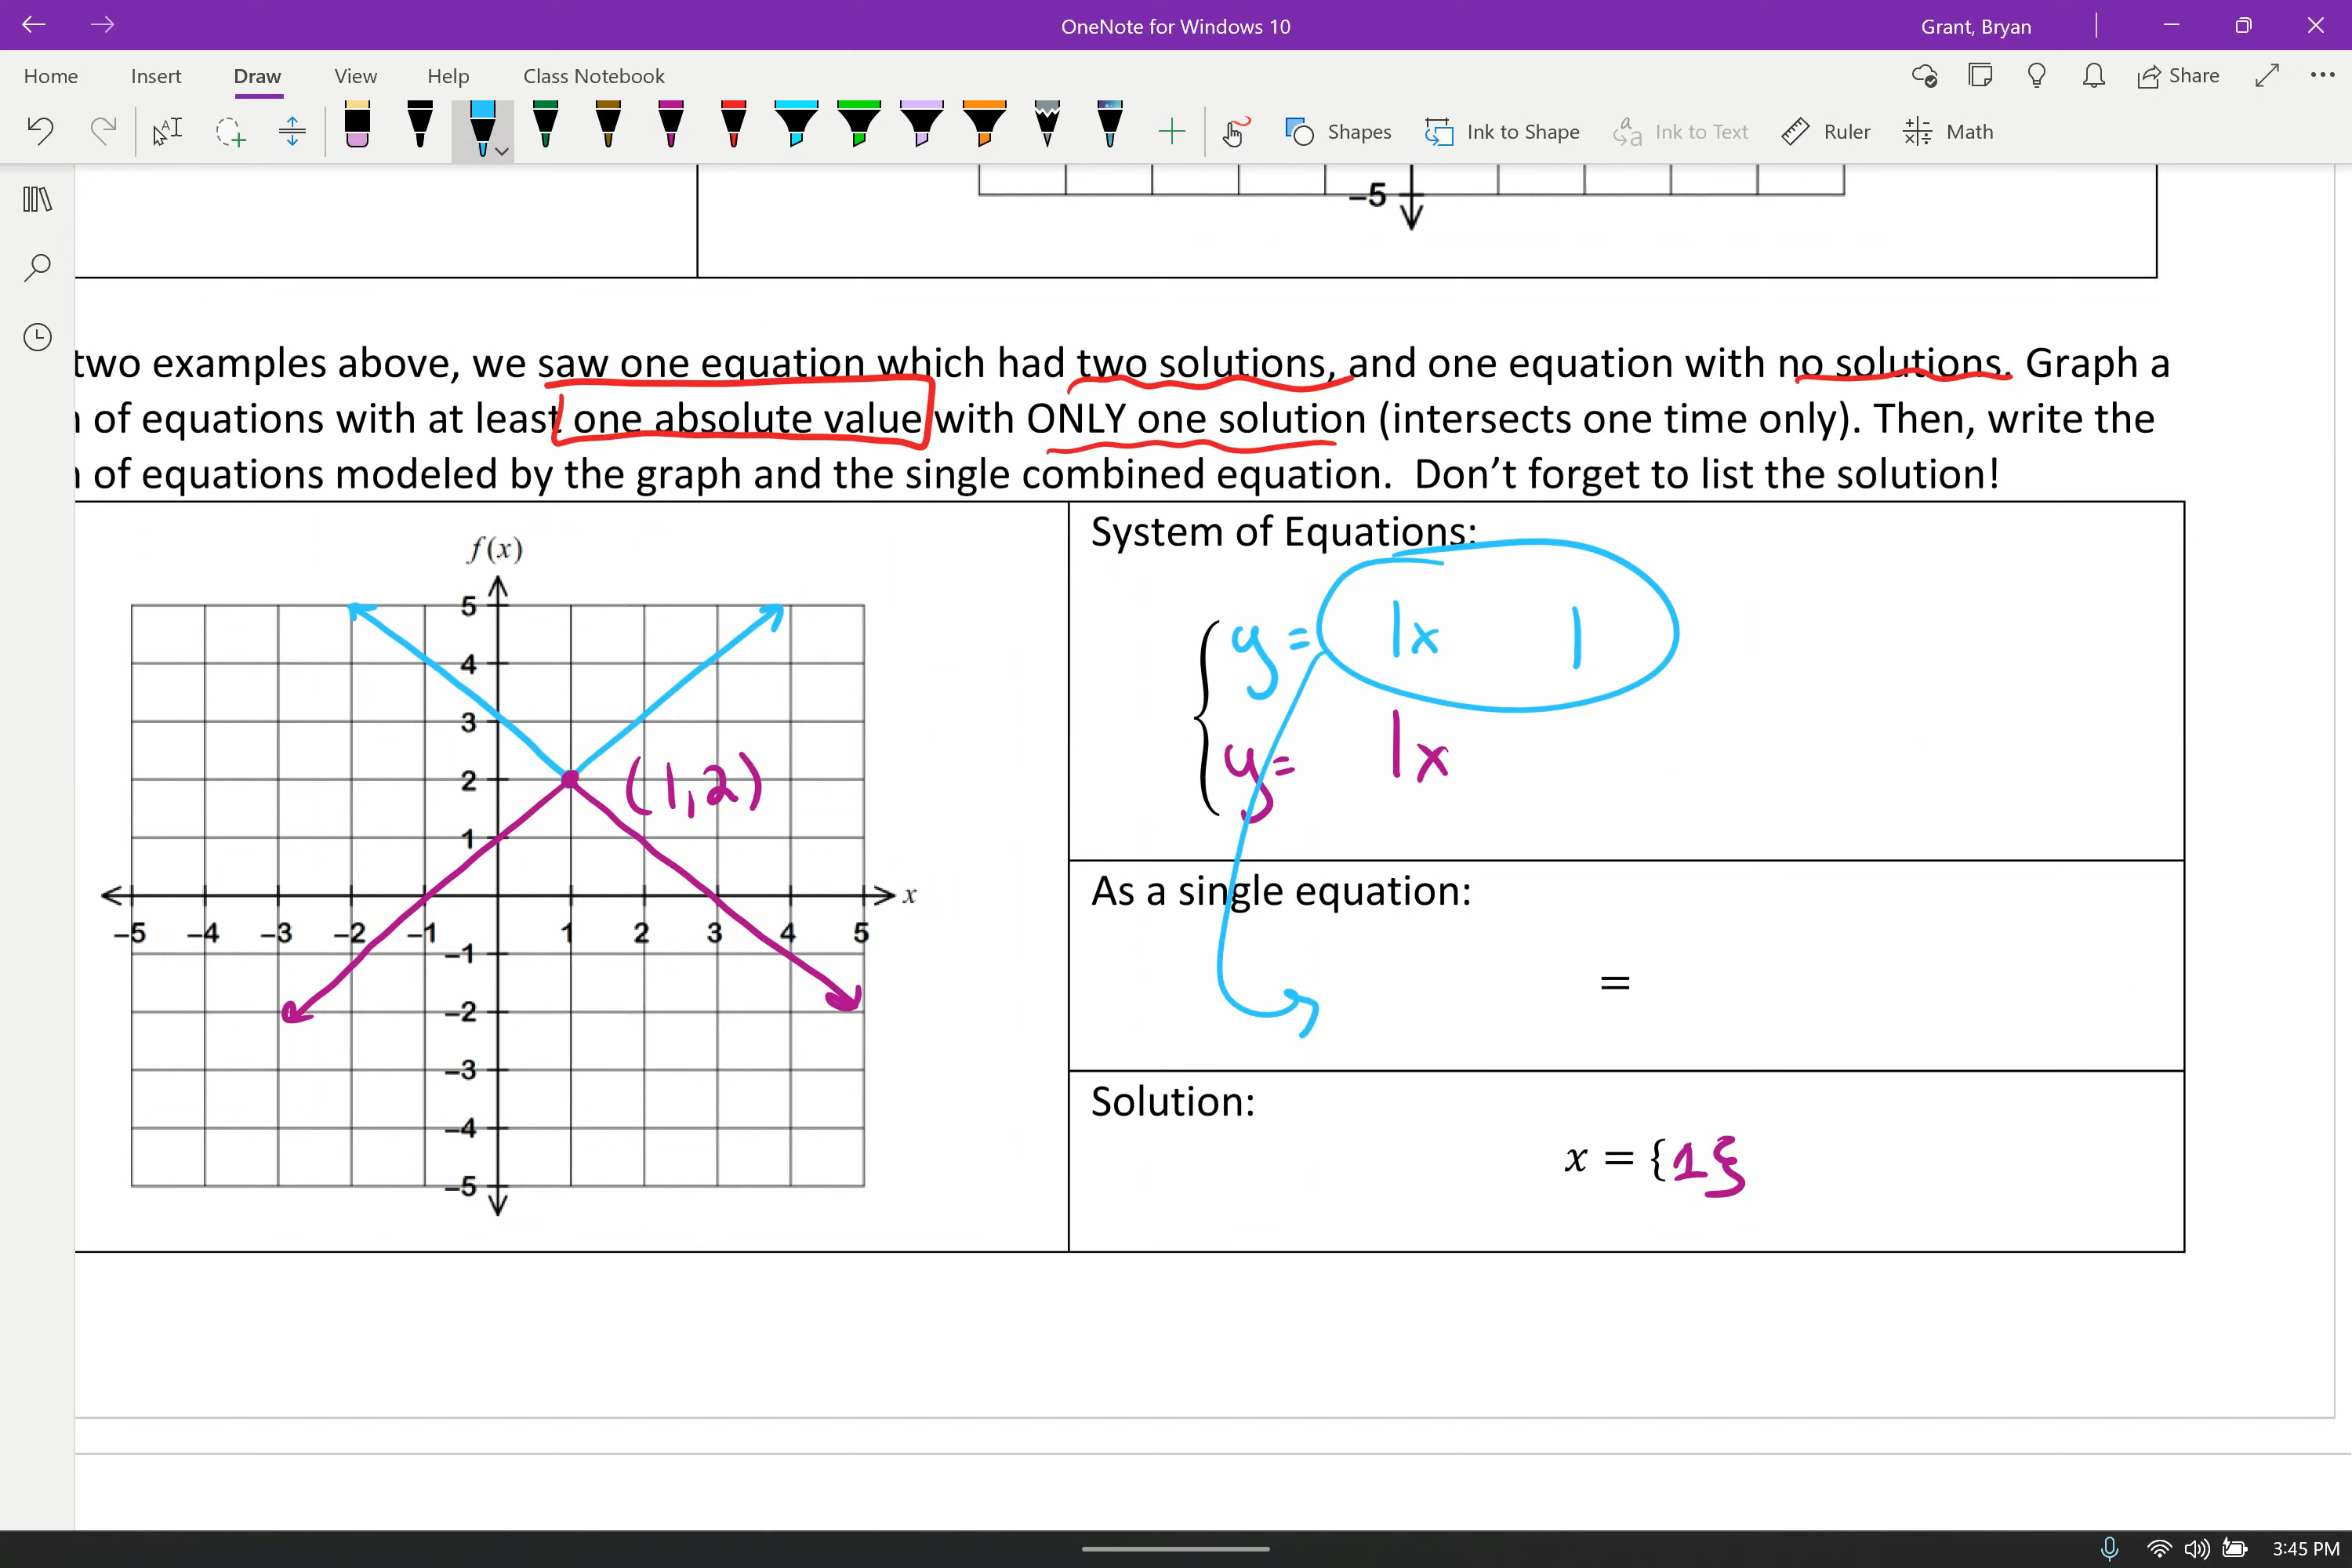 OneNote for Windows 10
Grant, Bryan
Home Insert Draw View Help Class Notebook
Share
Shapes Ink to Shape Ink to Text Ruler Math
–5
two examples above, we saw one equation which had two solutions, and one equation with no solutions. Graph a
of equations with at least one absolute value with ONLY one solution (intersects one time only). Then, write the
of equations modeled by the graph and the single combined equation. Don’t forget to list the solution!
f(x)
5
4
3
2
1
–5 –4 –3 –2 –1 1 2 3 4 5 x
–1
–2
–3
–4
–5
(1,2)
System of Equations:
y= |x |
y= |x
As a single equation:
=
Solution:
x = {1}
3:45 PM